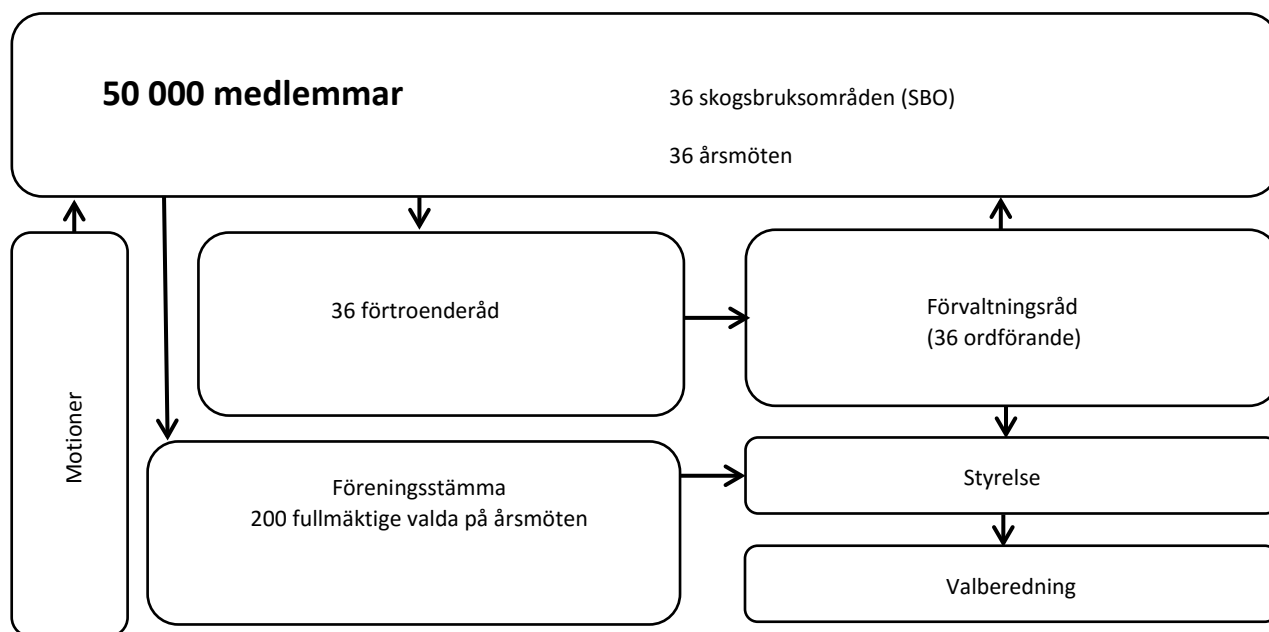 50 000 medlemmar
36 skogsbruksområden (SBO)
36 årsmöten
36 förtroenderåd
Förvaltningsråd
(36 ordförande)
Motioner
Föreningsstämma
200 fullmäktige valda på årsmöten
Styrelse
Valberedning